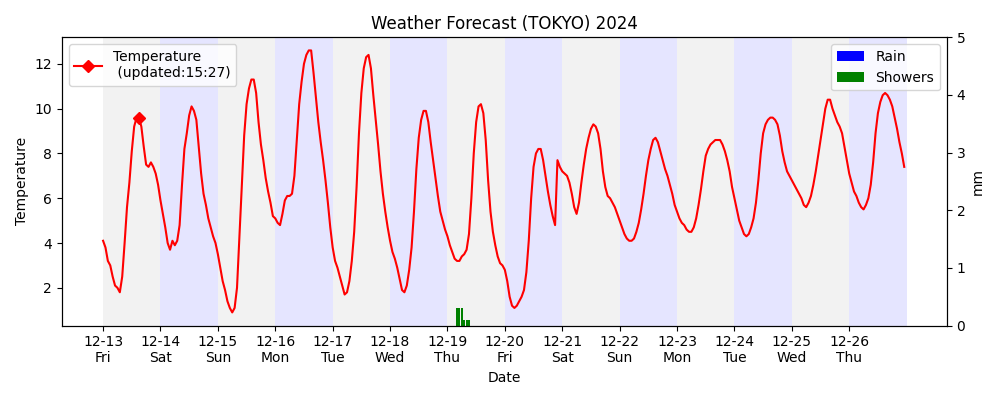 Weather Forecast (TOKYO) 2024
Temperature
(updated:15:27)
Rain
Showers
Temperature
12
10
8
6
4
2
5
4
3
2
1
0
mm
12-13 12-14 12-15 12-16 12-17 12-18 12-19 12-20 12-21 12-22 12-23 12-24 12-25 12-26
Fri Sat Sun Mon Tue Wed Thu Fri Sat Sun Mon Tue Wed Thu
Date